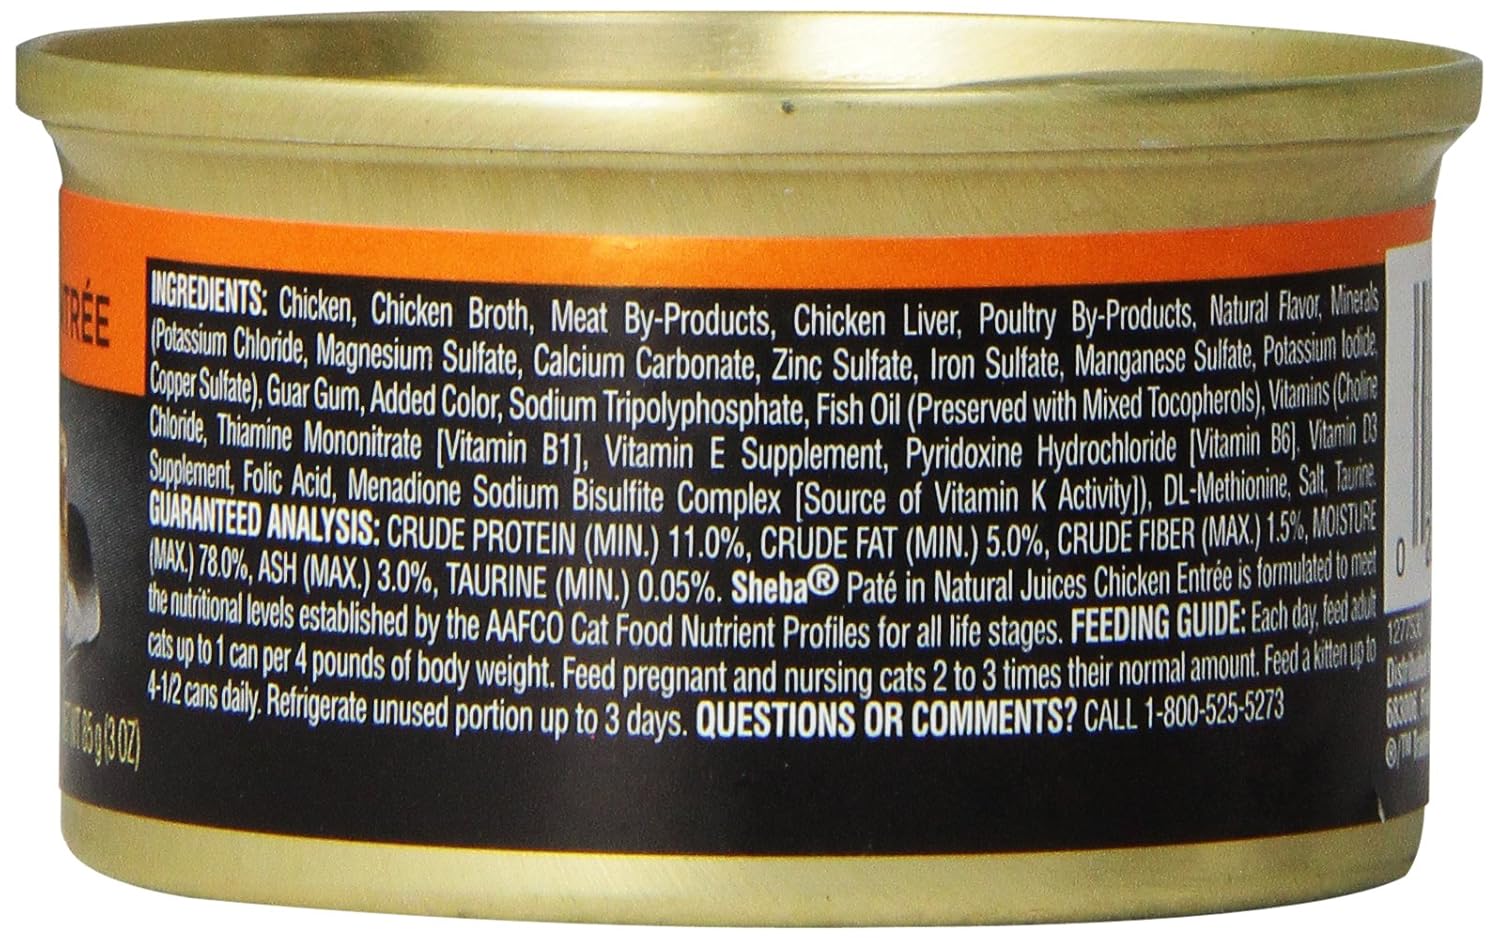 TRÉE
INGREDIENTS: Chicken, Chicken Broth, Meat By-Products, Chicken Liver, Poultry By-Products, Natural Flavor, Minerals
(Potassium Chloride, Magnesium Sulfate, Calcium Carbonate, Zinc Sulfate, Iron Sulfate, Manganese Sulfate, Potassium Iodide,
Copper Sulfate), Guar Gum, Added Color, Sodium Tripolyphosphate, Fish Oil (Preserved with Mixed Tocopherols), Vitamins (Choline
Chloride, Thiamine Mononitrate [Vitamin B1], Vitamin E Supplement, Pyridoxine Hydrochloride [Vitamin B6], Vitamin D3
Supplement, Folic Acid, Menadione Sodium Bisulfite Complex [Source of Vitamin K Activity]), DL-Methionine, Salt, Taurine.
GUARANTEED ANALYSIS: CRUDE PROTEIN (MIN.) 11.0%, CRUDE FAT (MIN.) 5.0%, CRUDE FIBER (MAX.) 1.5%, MOISTURE
(MAX.) 78.0%, ASH (MAX.) 3.0%, TAURINE (MIN.) 0.05%. Sheba® Paté in Natural Juices Chicken Entrée is formulated to meet
the nutritional levels established by the AAFCO Cat Food Nutrient Profiles for all life stages. FEEDING GUIDE: Each day, feed adult
cats up to 1 can per 4 pounds of body weight. Feed pregnant and nursing cats 2 to 3 times their normal amount. Feed a kitten up to
4-1/2 cans daily. Refrigerate unused portion up to 3 days. QUESTIONS OR COMMENTS? CALL 1-800-525-5273
WT 85 g (3 OZ)
0